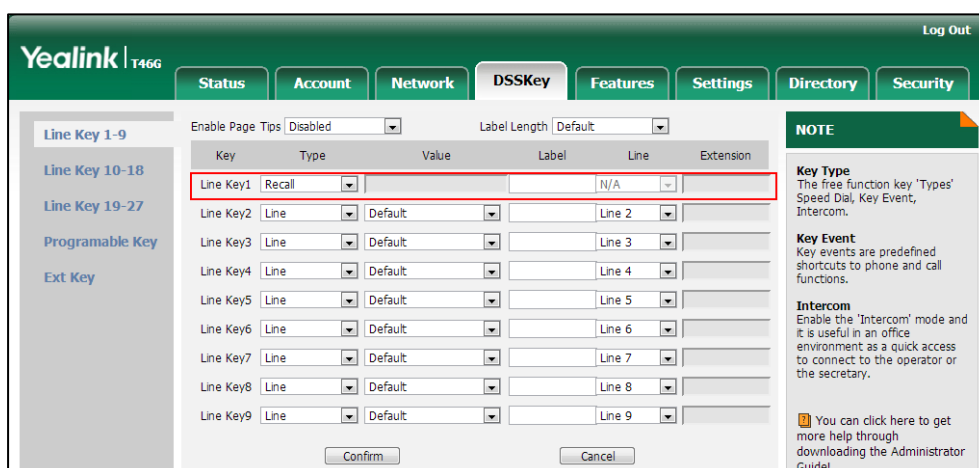 Log Out
Yealink T46G
Status Account Network DSSKey Features Settings Directory Security
Line Key 1-9
Line Key 10-18
Line Key 19-27
Programable Key
Ext Key
Enable Page Tips Disabled Label Length Default
Key Type Value Label Line Extension
Line Key1 Recall N/A
Line Key2 Line Default Line 2
Line Key3 Line Default Line 3
Line Key4 Line Default Line 4
Line Key5 Line Default Line 5
Line Key6 Line Default Line 6
Line Key7 Line Default Line 7
Line Key8 Line Default Line 8
Line Key9 Line Default Line 9
Confirm Cancel
NOTE
Key Type
The free function key 'Types'
Speed Dial, Key Event,
Intercom.
Key Event
Key events are predefined
shortcuts to phone and call
functions.
Intercom
Enable the 'Intercom' mode and
it is useful in an office
environment as a quick access
to connect to the operator or
the secretary.
You can click here to get
more help through
downloading the Administrator
Guide!